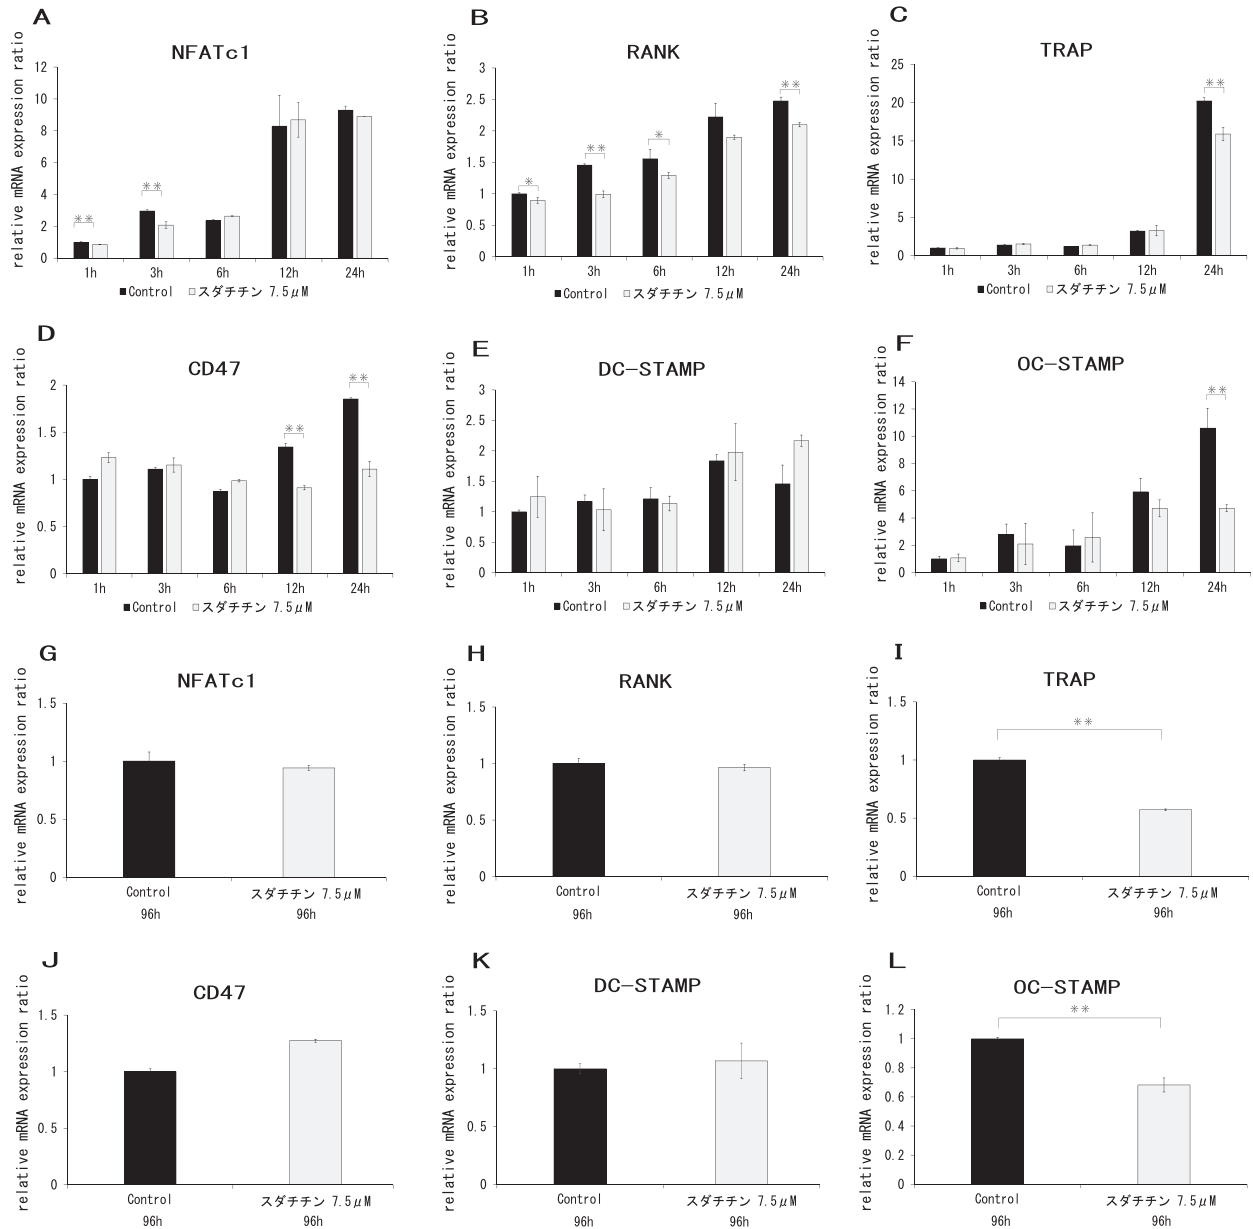 A
NFATc1
relative mRNA expression ratio
12
10
8
6
4
2
0
※※
※※
1h 3h 6h 12h 24h
■Control □スダチチン 7.5μM
B
RANK
relative mRNA expression ratio
3
2.5
2
1.5
1
0.5
0
※
※※
※
※※
1h 3h 6h 12h 24h
■Control □スダチチン 7.5μM
C
TRAP
relative mRNA expression ratio
25
20
15
10
5
0
※※
1h 3h 6h 12h 24h
■Control □スダチチン 7.5μM
D
CD47
relative mRNA expression ratio
2
1.5
1
0.5
0
※※
※※
1h 3h 6h 12h 24h
■Control □スダチチン 7.5μM
E
DC-STAMP
relative mRNA expression ratio
3
2.5
2
1.5
1
0.5
0
1h 3h 6h 12h 24h
■Control □スダチチン 7.5μM
F
OC-STAMP
relative mRNA expression ratio
14
12
10
8
6
4
2
0
※※
1h 3h 6h 12h 24h
■Control □スダチチン 7.5μM
G
NFATc1
relative mRNA expression ratio
1.5
1
0.5
0
Control スダチチン 7.5μM
96h 96h
H
RANK
relative mRNA expression ratio
1.5
1
0.5
0
Control スダチチン 7.5μM
96h 96h
I
TRAP
relative mRNA expression ratio
1.5
1
0.5
0
※※
Control スダチチン 7.5μM
96h 96h
J
CD47
relative mRNA expression ratio
1.5
1
0.5
0
Control スダチチン 7.5μM
96h 96h
K
DC-STAMP
relative mRNA expression ratio
1.5
1
0.5
0
Control スダチチン 7.5μM
96h 96h
L
OC-STAMP
relative mRNA expression ratio
1.2
1
0.8
0.6
0.4
0.2
0
※※
Control スダチチン 7.5μM
96h 96h